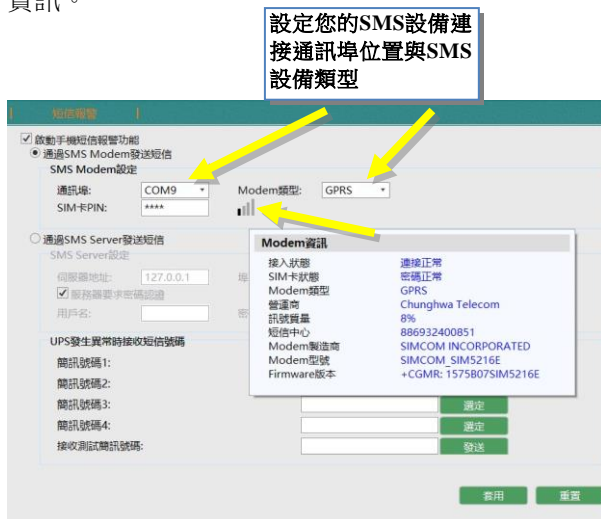 資訊。
設定您的SMS設備連
接通訊埠位置與SMS
設備類型
短信報警
啟動手機短信報警功能
通過SMS Modem發送短信
SMS Modem設定
通訊埠: COM9 Modem類型: GPRS
SIM卡PIN: ****
通過SMS Server發送短信
SMS Server設定
伺服器地址: 127.0.0.1 埠
服務器要求密碼認證
用戶名: 密
Modem資訊
接入狀態 連接正常
SIM卡狀態 密碼正常
Modem類型 GPRS
營運商 Chunghwa Telecom
訊號質量 8%
短信中心 886932400851
Modem製造商 SIMCOM INCORPORATED
Modem型號 SIMCOM_SIM5216E
Firmware版本 +CGMR: 1575B07SIM5216E
UPS發生異常時接收短信號碼
簡訊號碼1:
簡訊號碼2:
簡訊號碼3: 選定
簡訊號碼4: 選定
接收測試簡訊號碼: 發送
套用 重置